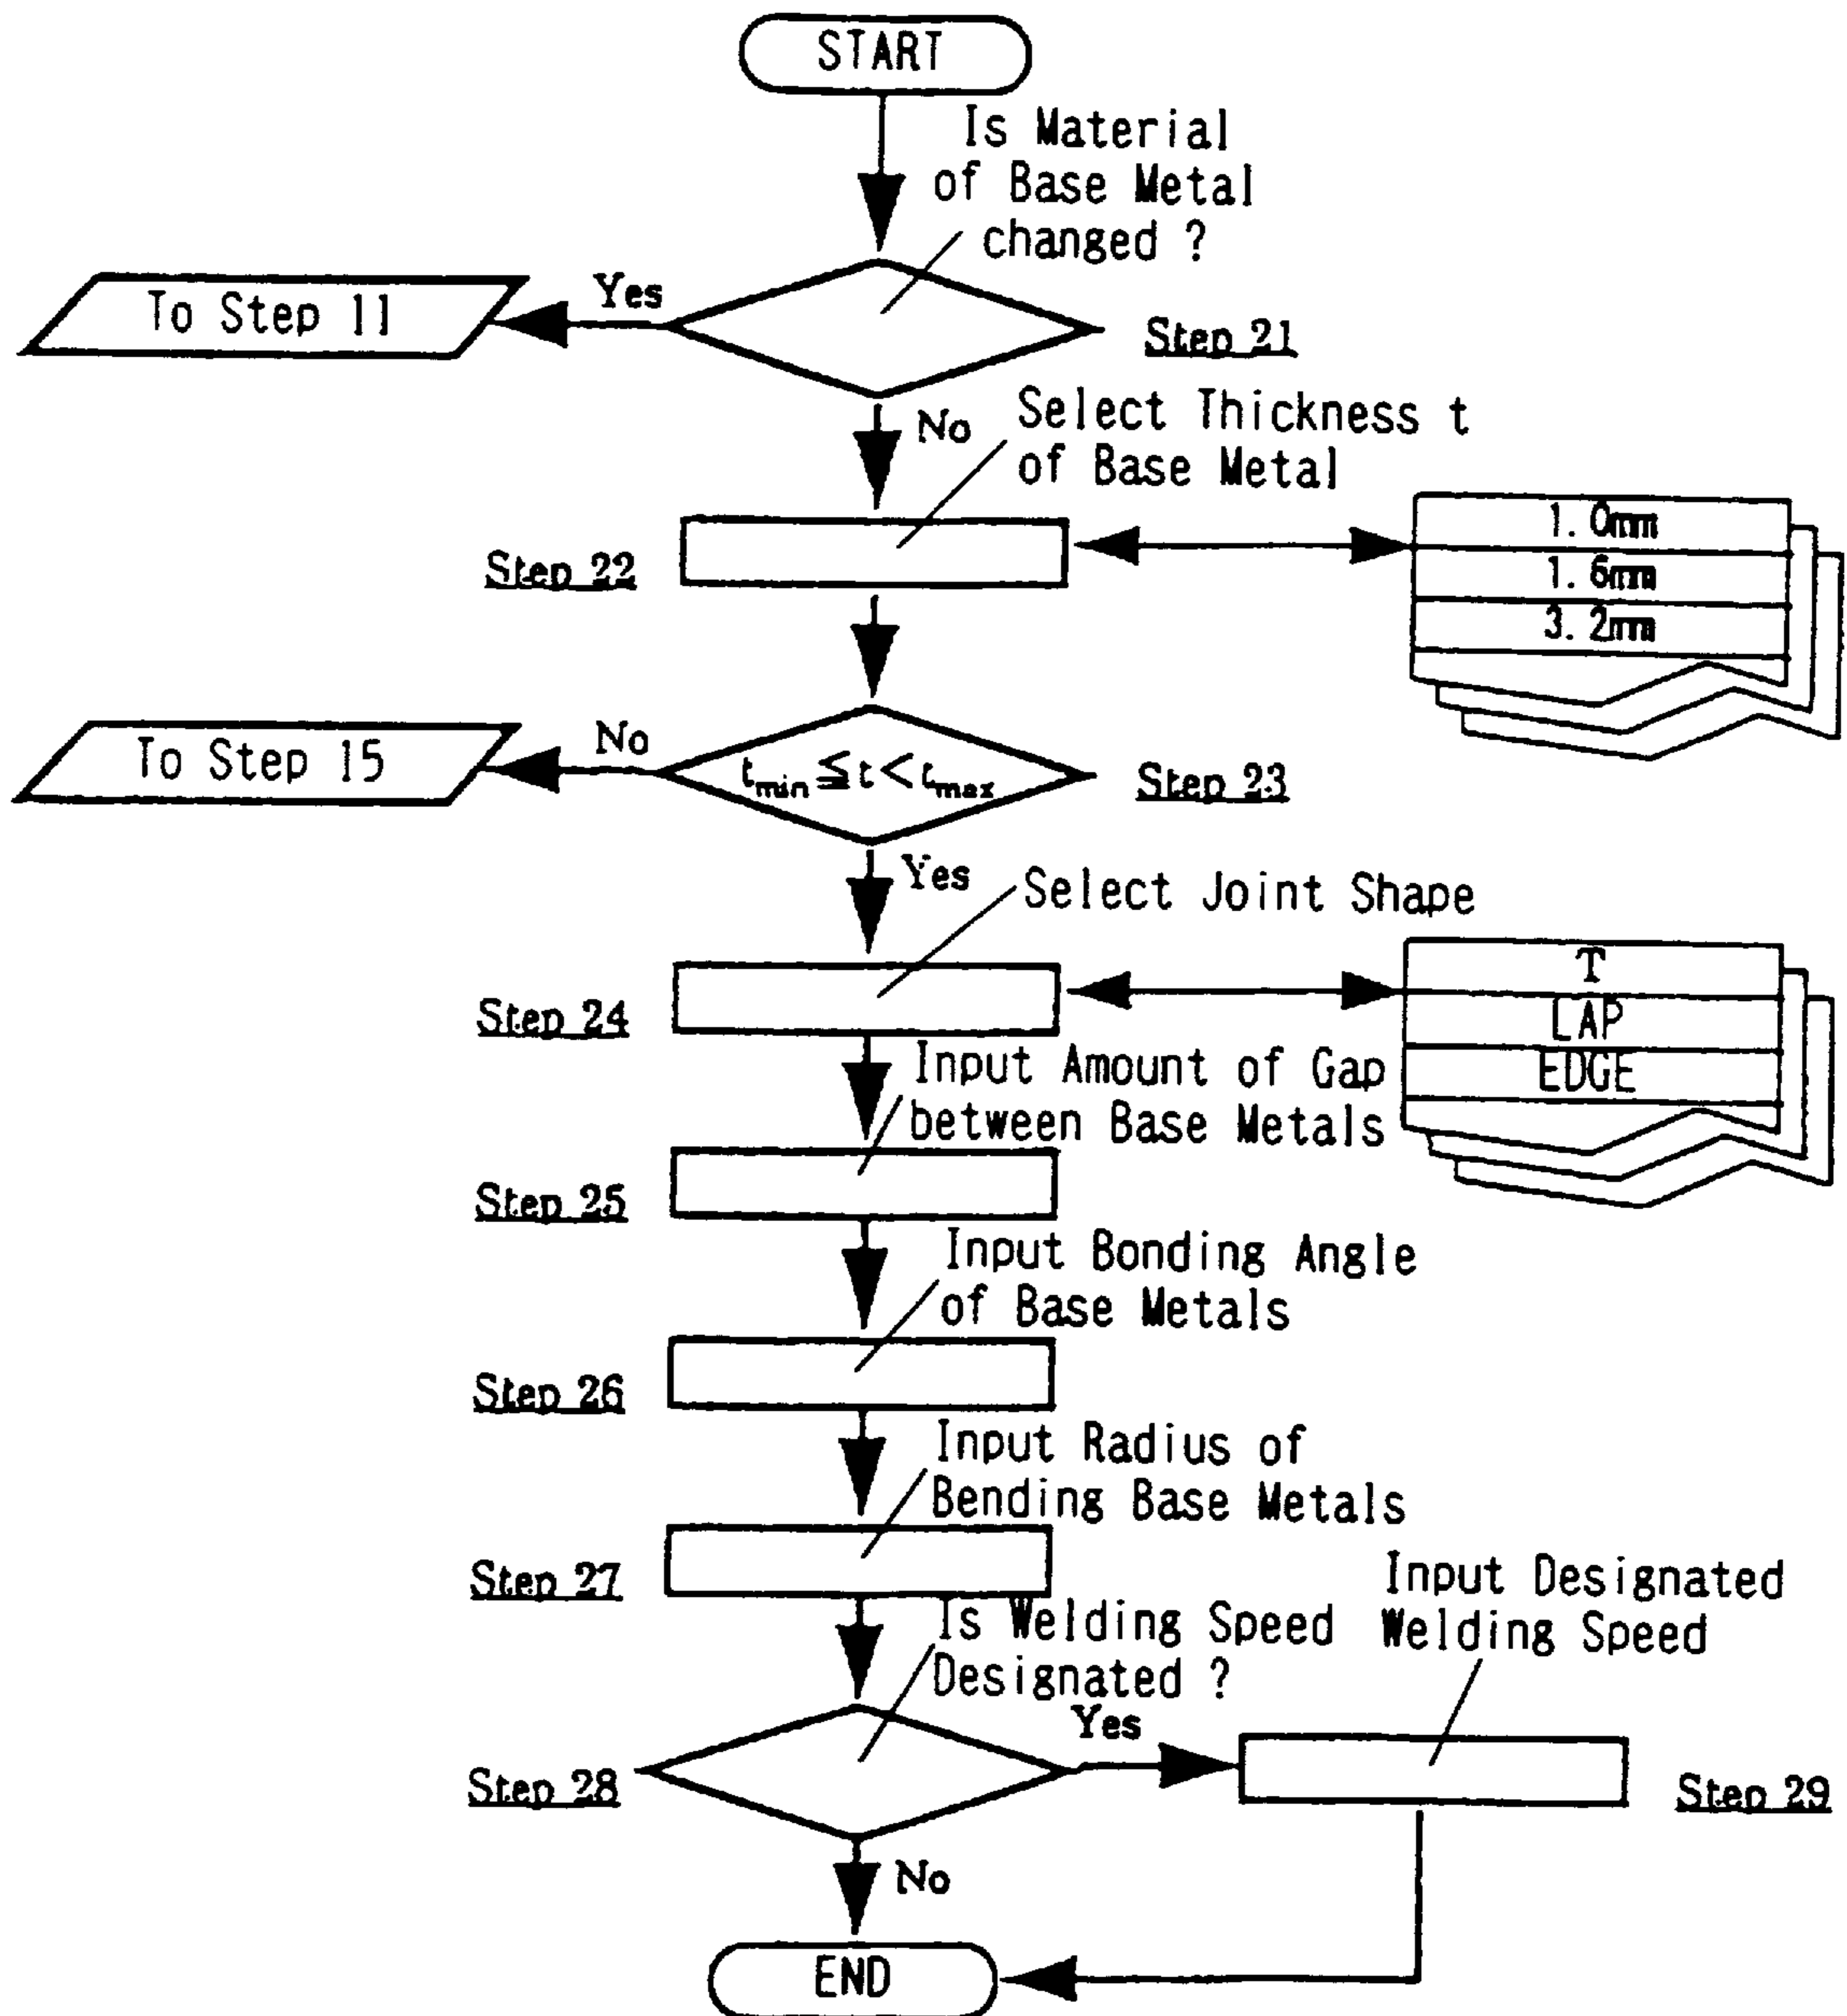 START
Is Material
of Base Metal
changed ?
Yes
To Step 11
Step 21
No
Select Thickness t
of Base Metal
Step 22
1.0mm
1.6mm
3.2mm
To Step 15
No
tmin≦t<tmax
Step 23
Yes
Select Joint Shape
Step 24
T
LAP
EDGE
Input Amount of Gap
between Base Metals
Step 25
Input Bonding Angle
of Base Metals
Step 26
Input Radius of
Bending Base Metals
Step 27
Is Welding Speed
Designated ?
Input Designated
Welding Speed
Yes
Step 28
Step 29
No
END